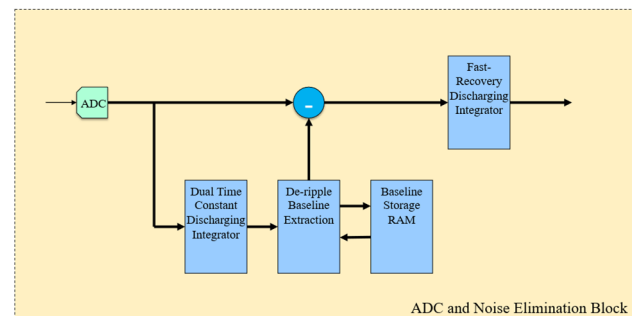 ADC
-
Fast-
Recovery
Discharging
Integrator
Dual Time
Constant
Discharging
Integrator
De-ripple
Baseline
Extraction
Baseline
Storage
RAM
ADC and Noise Elimination Block